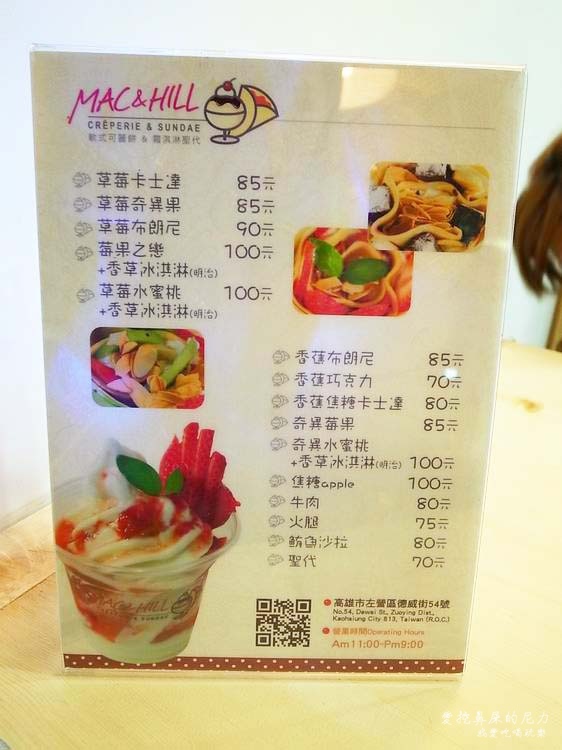 MAC&HILL
CRÊPERIE & SUNDAE
歐式可麗餅 & 霜淇淋聖代
草莓卡士達 85元
草莓奇異果 85元
草莓布朗尼 90元
莓果之戀 100元
+香草冰淇淋(明治)
草莓水蜜桃 100元
+香草冰淇淋(明治)
香蕉布朗尼 85元
香蕉巧克力 70元
香蕉焦糖卡士達 80元
奇異莓果 85元
奇異水蜜桃
+香草冰淇淋(明治) 100元
焦糖apple 100元
牛肉 80元
火腿 75元
鮪魚沙拉 80元
聖代 70元
MAC&HILL
& SUNDAE
高雄市左營區德威街54號
No.54, Dewei St., Zuoying Dist.,
Kaohsiung City 813, Taiwan (R.O.C.)
營業時間Operating Hours
Am11:00-Pm9:00